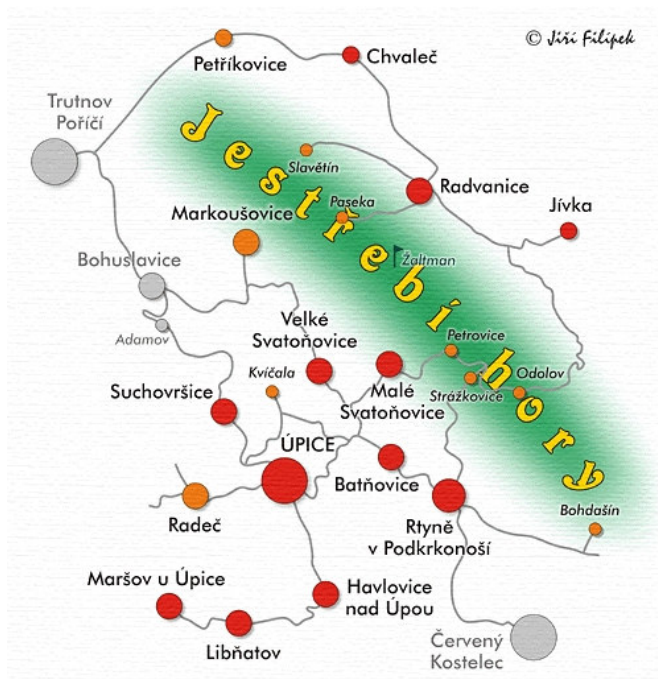 © Jiří Filípek
Petříkovice
Chvaleč
Trutnov
Poříčí
Jestřebí hory
Slavětín
Radvanice
Paseka
Jívka
Markoušovice
Žaltman
Bohuslavice
Adamov
Velké
Svatoňovice
Petrovice
Kvíčala
Malé
Svatoňovice
Strážkovice
Odolov
Suchovršice
ÚPICE
Batňovice
Radeč
Rtyně
v Podkrkonoší
Bohdašín
Maršov u Úpice
Havlovice
nad Úpou
Libňatov
Červený
Kostelec